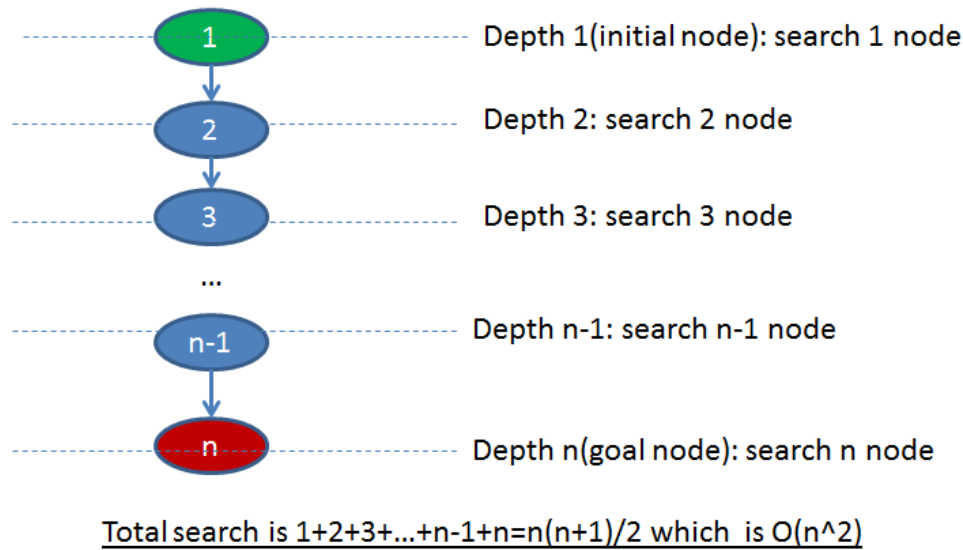 1 Depth 1(initial node): search 1 node
2 Depth 2: search 2 node
3 Depth 3: search 3 node
...
n-1 Depth n-1: search n-1 node
n Depth n(goal node): search n node
Total search is 1+2+3+...+n-1+n=n(n+1)/2 which  is O(n^2)